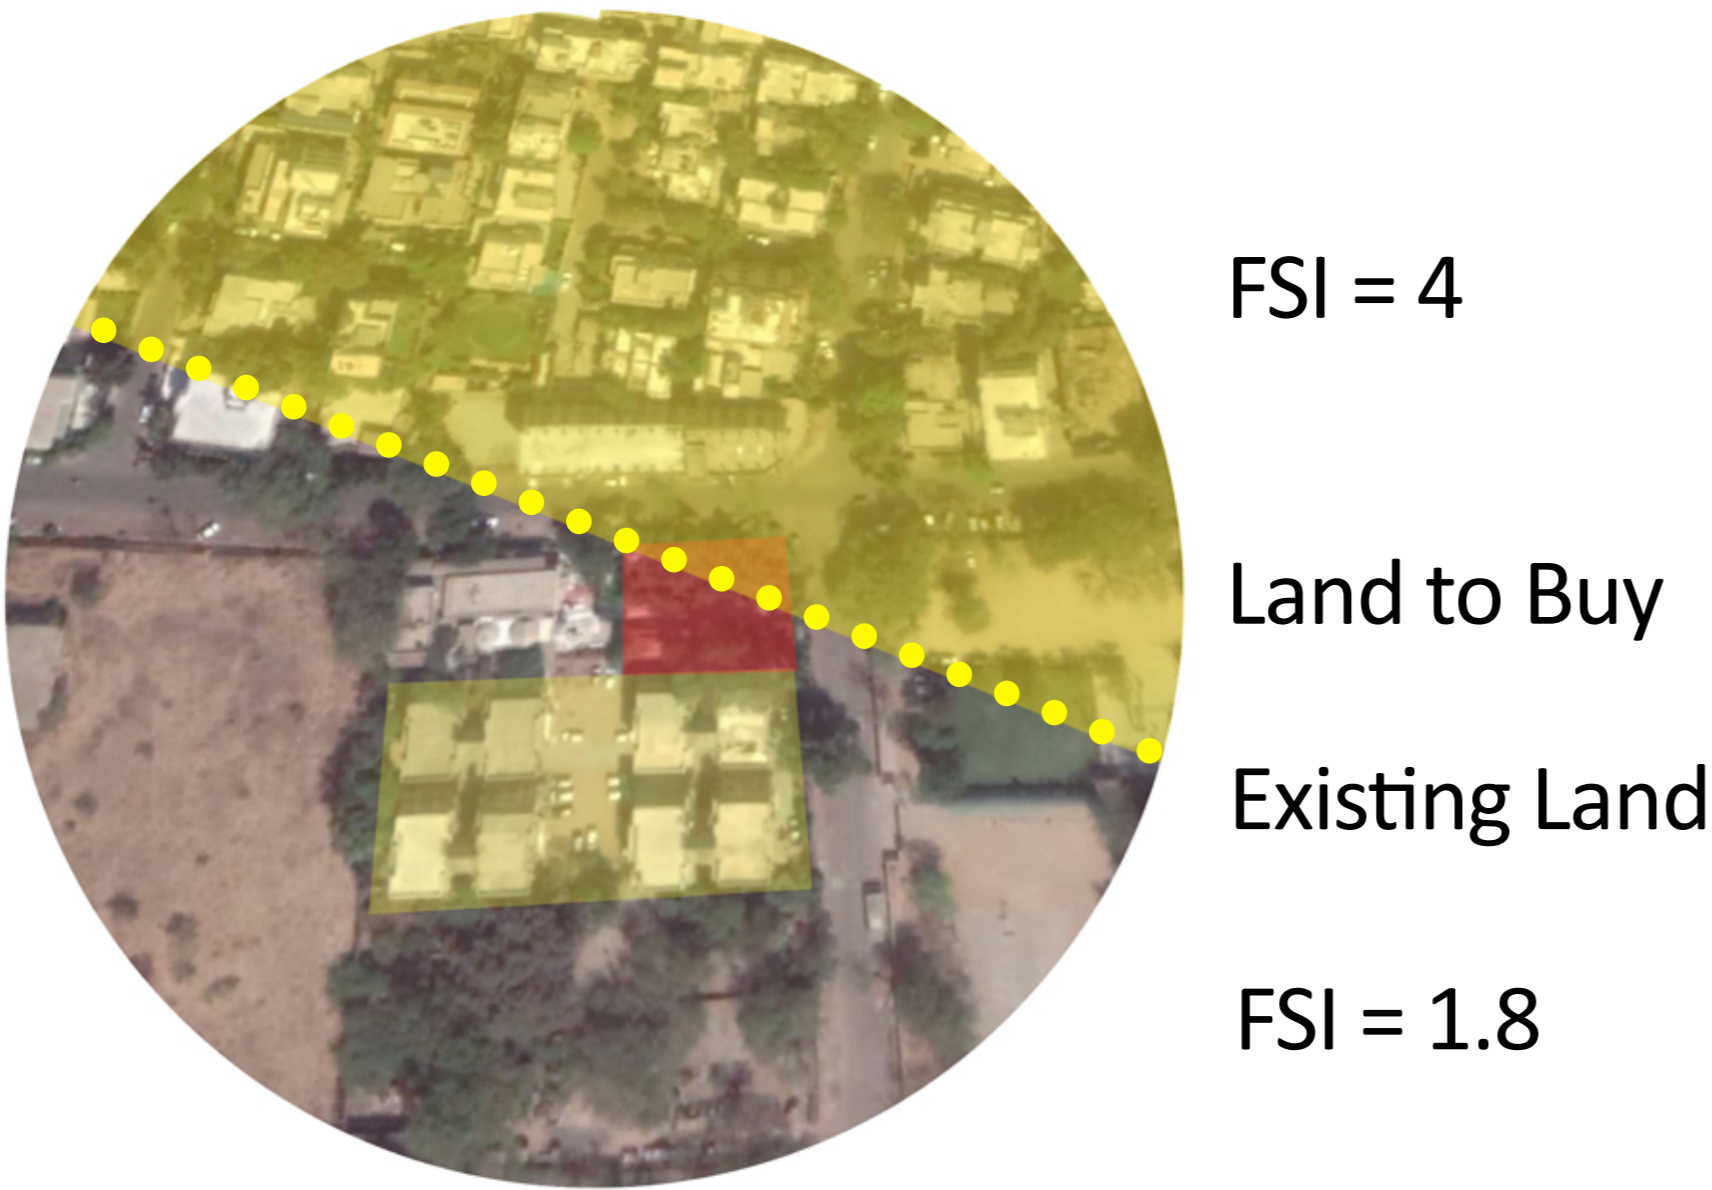 FSI = 4
Land to Buy
Existing Land
FSI = 1.8